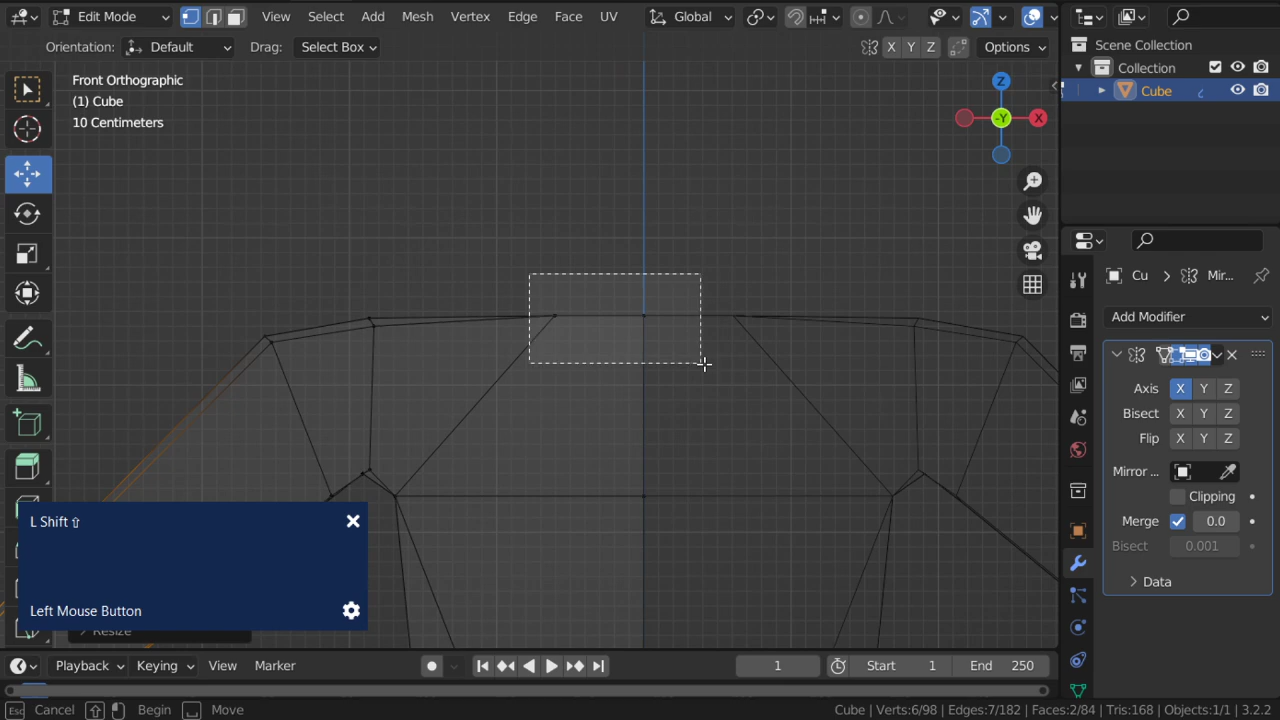 Edit Mode View Select Add Mesh Vertex Edge Face UV Global
Orientation: Default Drag: Select Box X Y Z Options
Front Orthographic
(1) Cube
10 Centimeters
Z
-Y
X
L Shift ⇧
Left Mouse Button
Resize
Scene Collection
Collection
Cube
Cu Mir...
Add Modifier
Axis X Y Z
Bisect X Y Z
Flip X Y Z
Mirror ...
Clipping
Merge 0.0
Bisect 0.001
Data
Playback Keying View Marker 1 Start 1 End 250
Esc Cancel Begin Move Cube | Verts:6/98 | Edges:7/182 | Faces:2/84 | Tris:168 | Objects:1/1 | 3.2.2